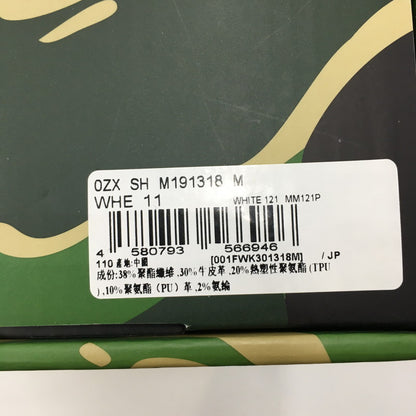 0ZX SH M191318 M
WHE 11 WHITE 121 MM121P
4 580793 566946
110 產地:中國 [001FWK301318M] / JP
成份:38%聚酯纖維,30%牛皮革,20%熱塑性聚氨酯(TPU
),10%聚氨酯（PU）革,2%氨綸